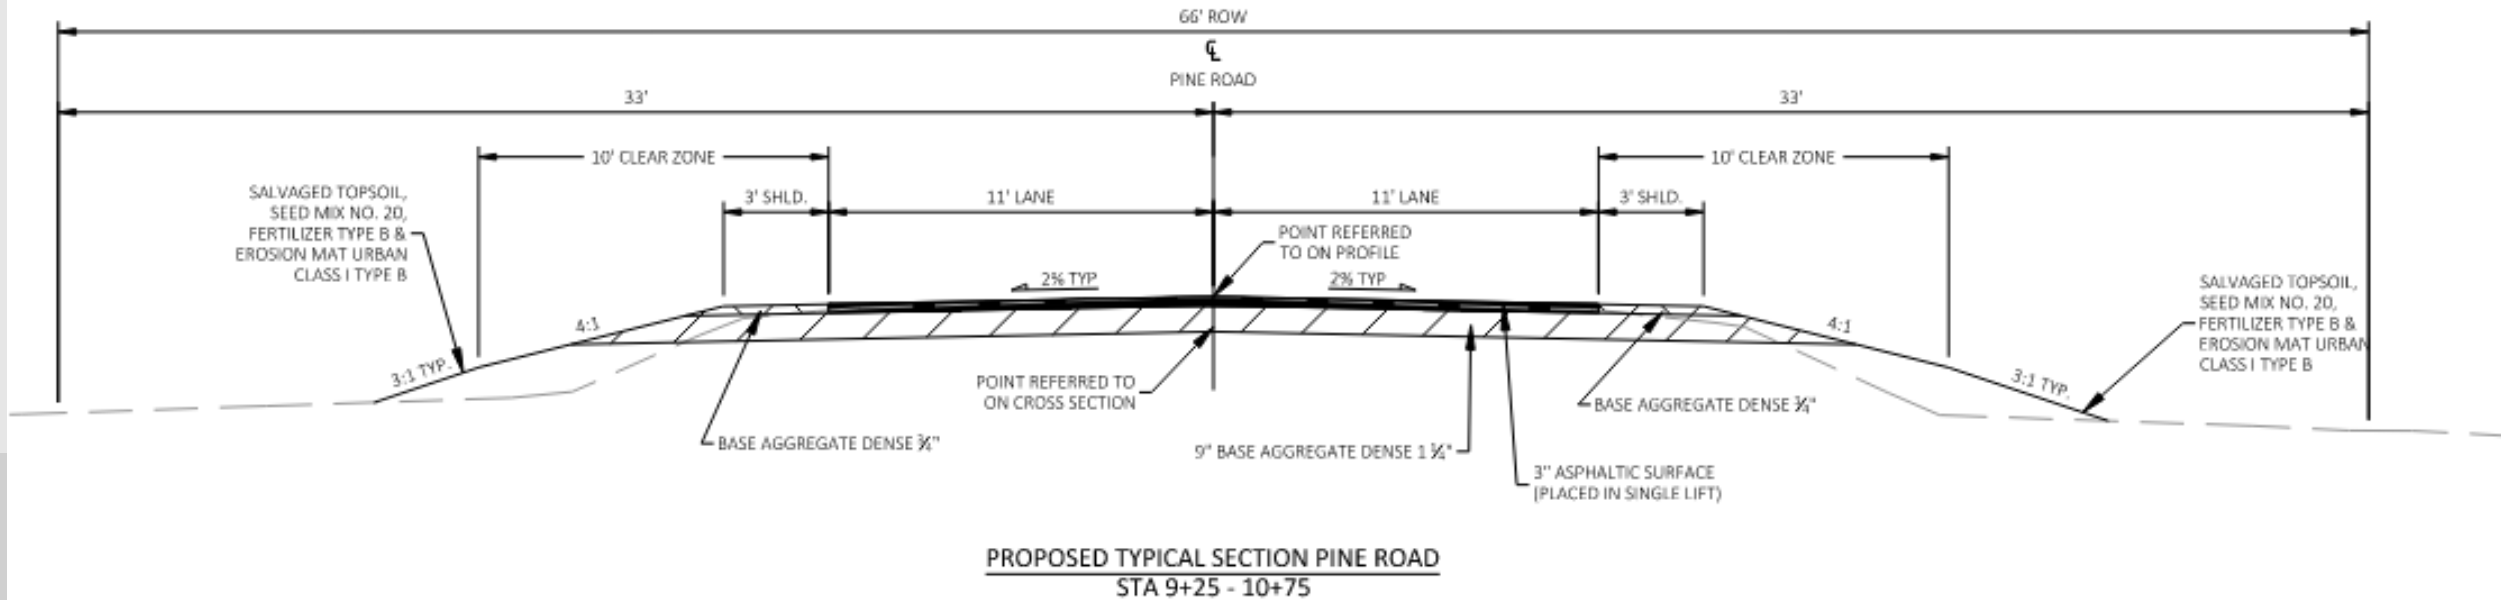 66' ROW
℄
PINE ROAD
33'
33'
10' CLEAR ZONE
10' CLEAR ZONE
SALVAGED TOPSOIL,
SEED MIX NO. 20,
FERTILIZER TYPE B &
EROSION MAT URBAN
CLASS I TYPE B
3' SHLD.
11' LANE
11' LANE
3' SHLD.
POINT REFERRED
TO ON PROFILE
2% TYP
2% TYP
SALVAGED TOPSOIL,
SEED MIX NO. 20,
FERTILIZER TYPE B &
EROSION MAT URBAN
CLASS I TYPE B
4:1
4:1
3:1 TYP.
3:1 TYP.
POINT REFERRED TO
ON CROSS SECTION
BASE AGGREGATE DENSE ¾"
BASE AGGREGATE DENSE ¾"
9" BASE AGGREGATE DENSE 1 ¼"
3" ASPHALTIC SURFACE
(PLACED IN SINGLE LIFT)
PROPOSED TYPICAL SECTION PINE ROAD
STA 9+25 - 10+75